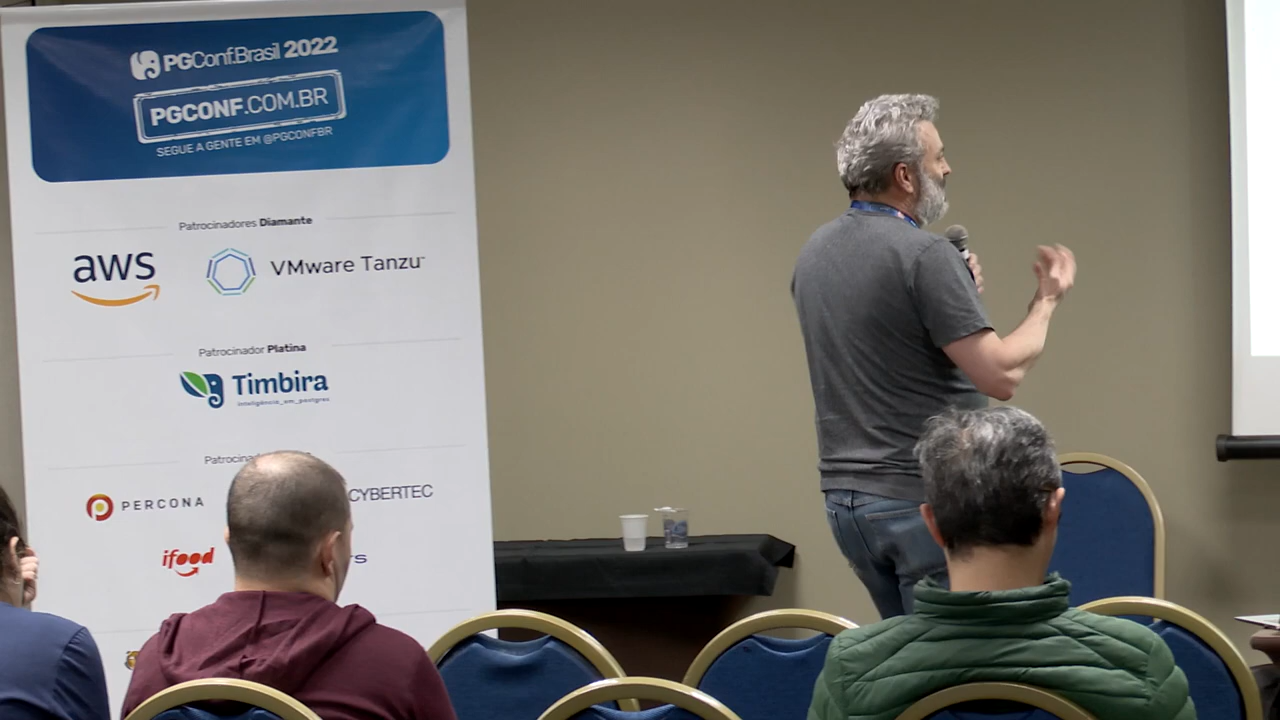 PGConf.Brasil 2022
PGCONF.COM.BR
SEGUE A GENTE EM @PGCONFBR
Patrocinadores Diamante
aws
VMware Tanzu
Patrocinador Platina
Timbira
inteligência_em_postgres
PERCONA
CYBERTEC
ifood